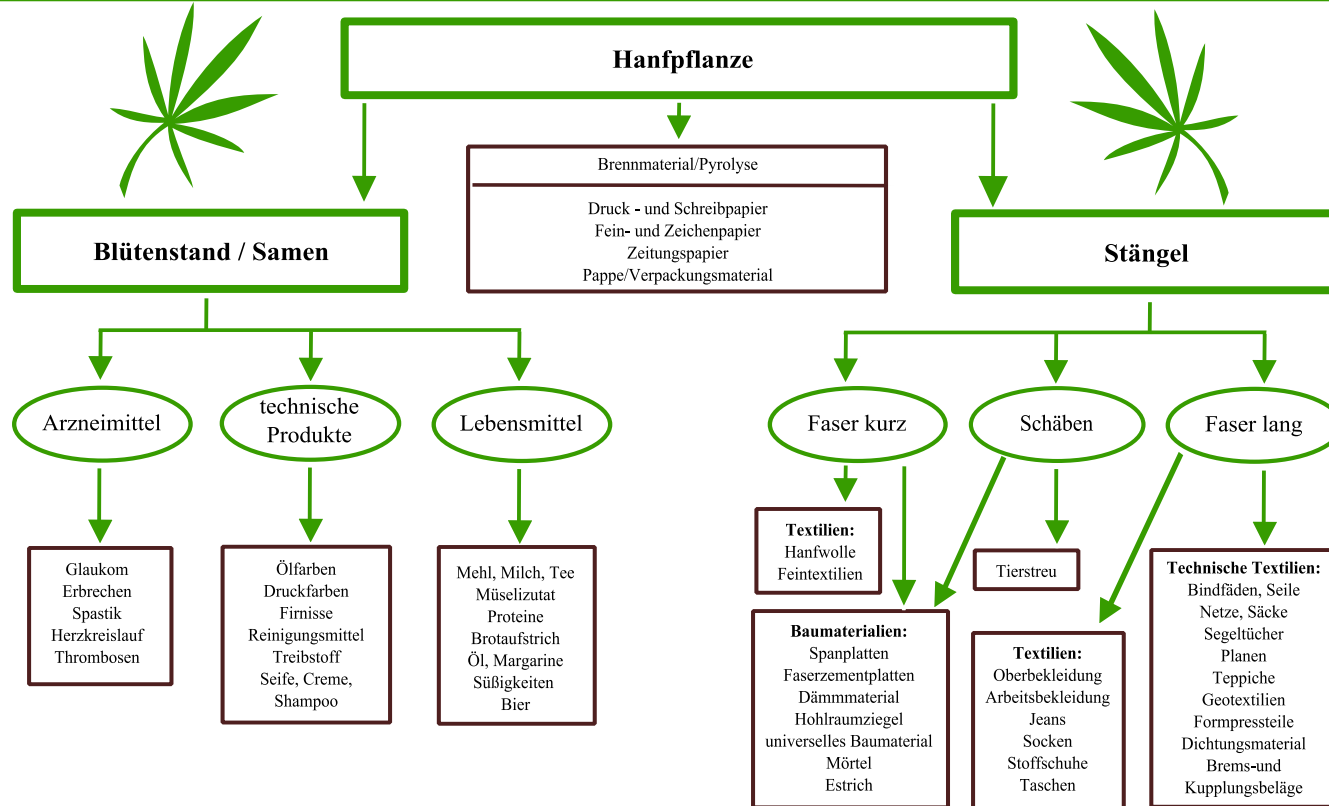 Hanfpflanze
Brennmaterial/Pyrolyse
Druck - und Schreibpapier
Fein- und Zeichenpapier
Zeitungspapier
Pappe/Verpackungsmaterial
Blütenstand / Samen
Stängel
Arzneimittel
technische
Produkte
Lebensmittel
Faser kurz
Schäben
Faser lang
Glaukom
Erbrechen
Spastik
Herzkreislauf
Thrombosen
Ölfarben
Druckfarben
Firnisse
Reinigungsmittel
Treibstoff
Seife, Creme,
Shampoo
Mehl, Milch, Tee
Müselizutat
Proteine
Brotaufstrich
Öl, Margarine
Süßigkeiten
Bier
Textilien:
Hanfwolle
Feintextilien
Baumaterialien:
Spanplatten
Faserzementplatten
Dämmmaterial
Hohlraumziegel
universelles Baumaterial
Mörtel
Estrich
Tierstreu
Textilien:
Oberbekleidung
Arbeitsbekleidung
Jeans
Socken
Stoffschuhe
Taschen
Technische Textilien:
Bindfäden, Seile
Netze, Säcke
Segeltücher
Planen
Teppiche
Geotextilien
Formpressteile
Dichtungsmaterial
Brems-und
Kupplungsbeläge